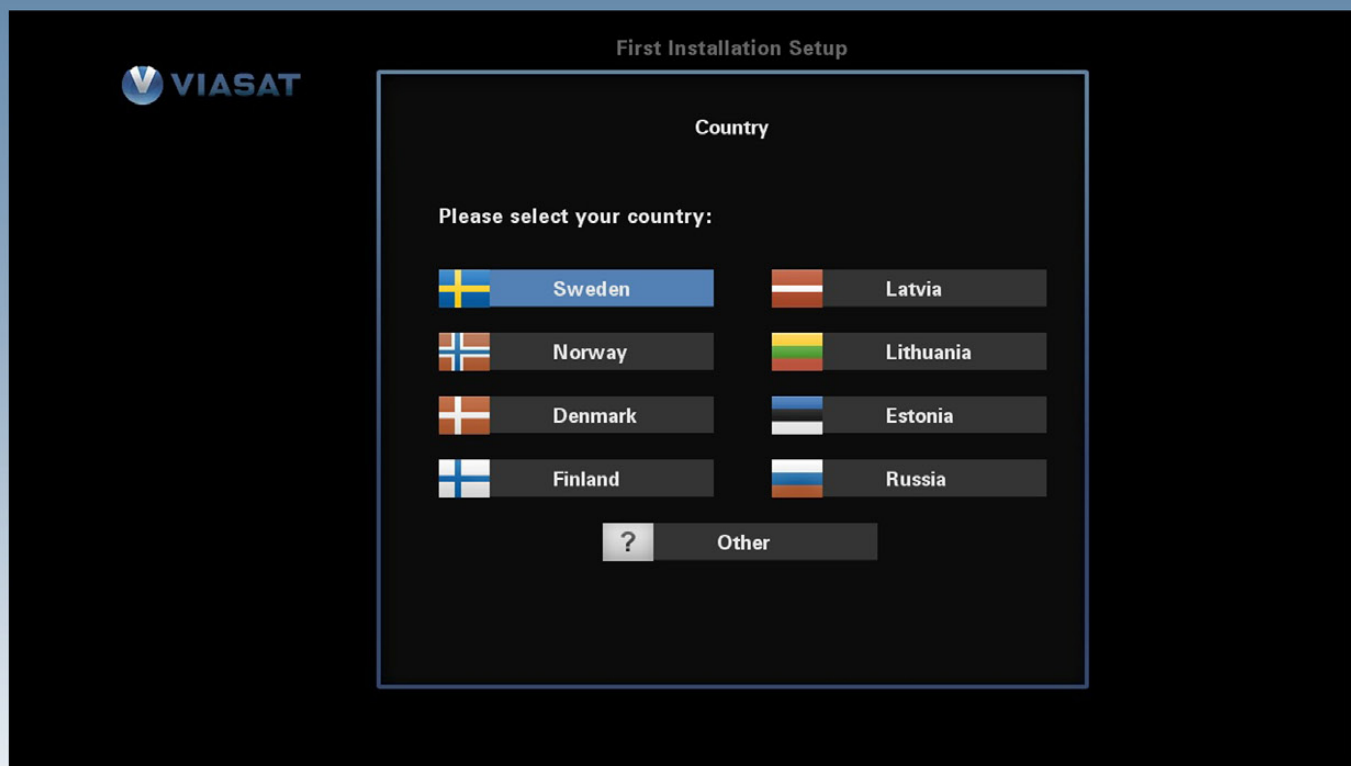 First Installation Setup
VIASAT
Country
Please select your country:
Sweden
Latvia
Norway
Lithuania
Denmark
Estonia
Finland
Russia
? Other